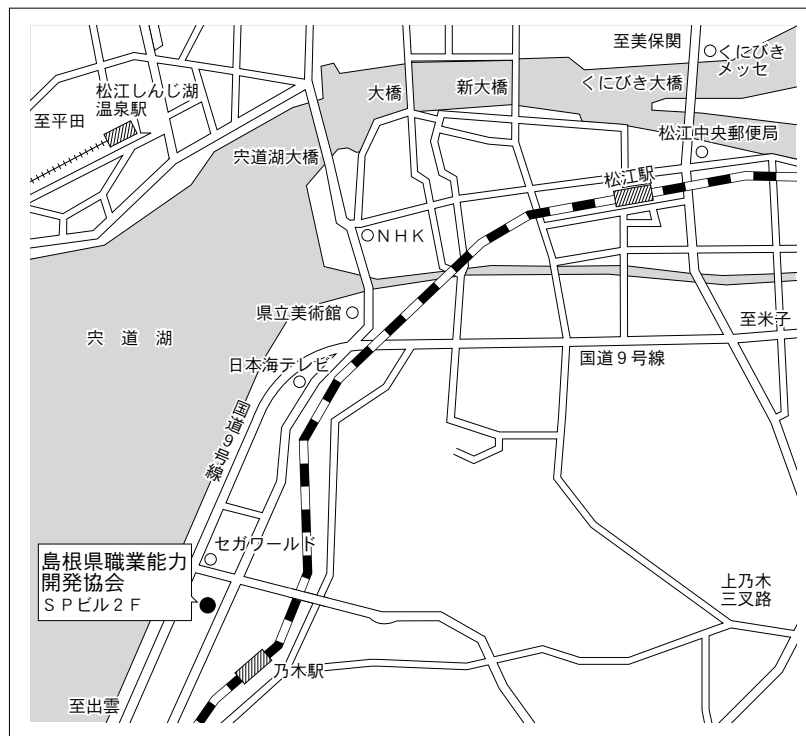 至美保関
くにびき
メッセ
松江しんじ湖
温泉駅
大橋
新大橋
くにびき大橋
至平田
松江中央郵便局
宍道湖大橋
松江駅
NHK
県立美術館
宍道湖
至米子
日本海テレビ
国道9号線
国道9号線
セガワールド
島根県職業能力
開発協会
SPビル2F
上乃木
三叉路
乃木駅
至出雲